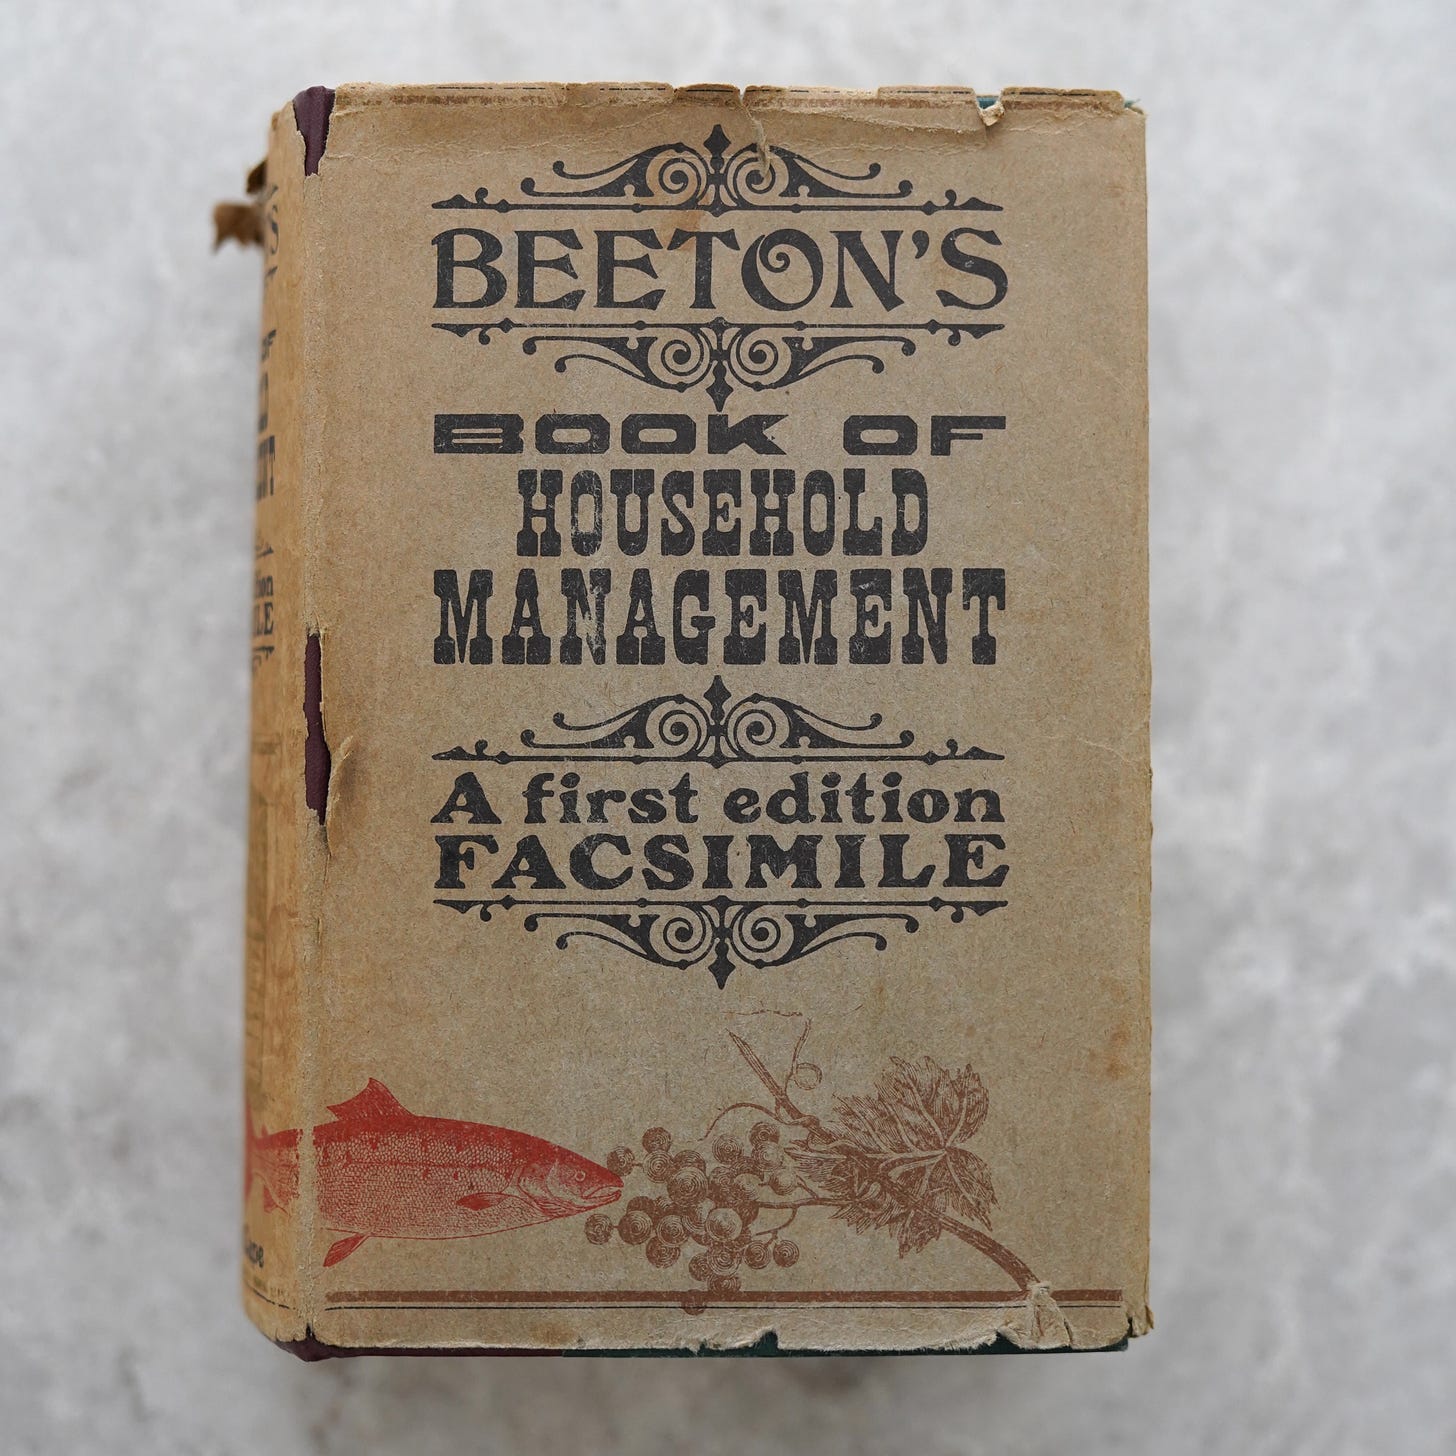 BEETON'S
BOOK OF
HOUSEHOLD
MANAGEMENT
A first edition
FACSIMILE